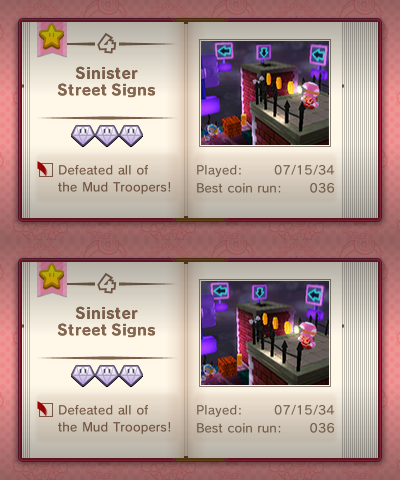 4
Sinister
Street Signs
Defeated all of
the Mud Troopers!
Played: 07/15/34
Best coin run: 036
4
Sinister
Street Signs
Defeated all of
the Mud Troopers!
Played: 07/15/34
Best coin run: 036